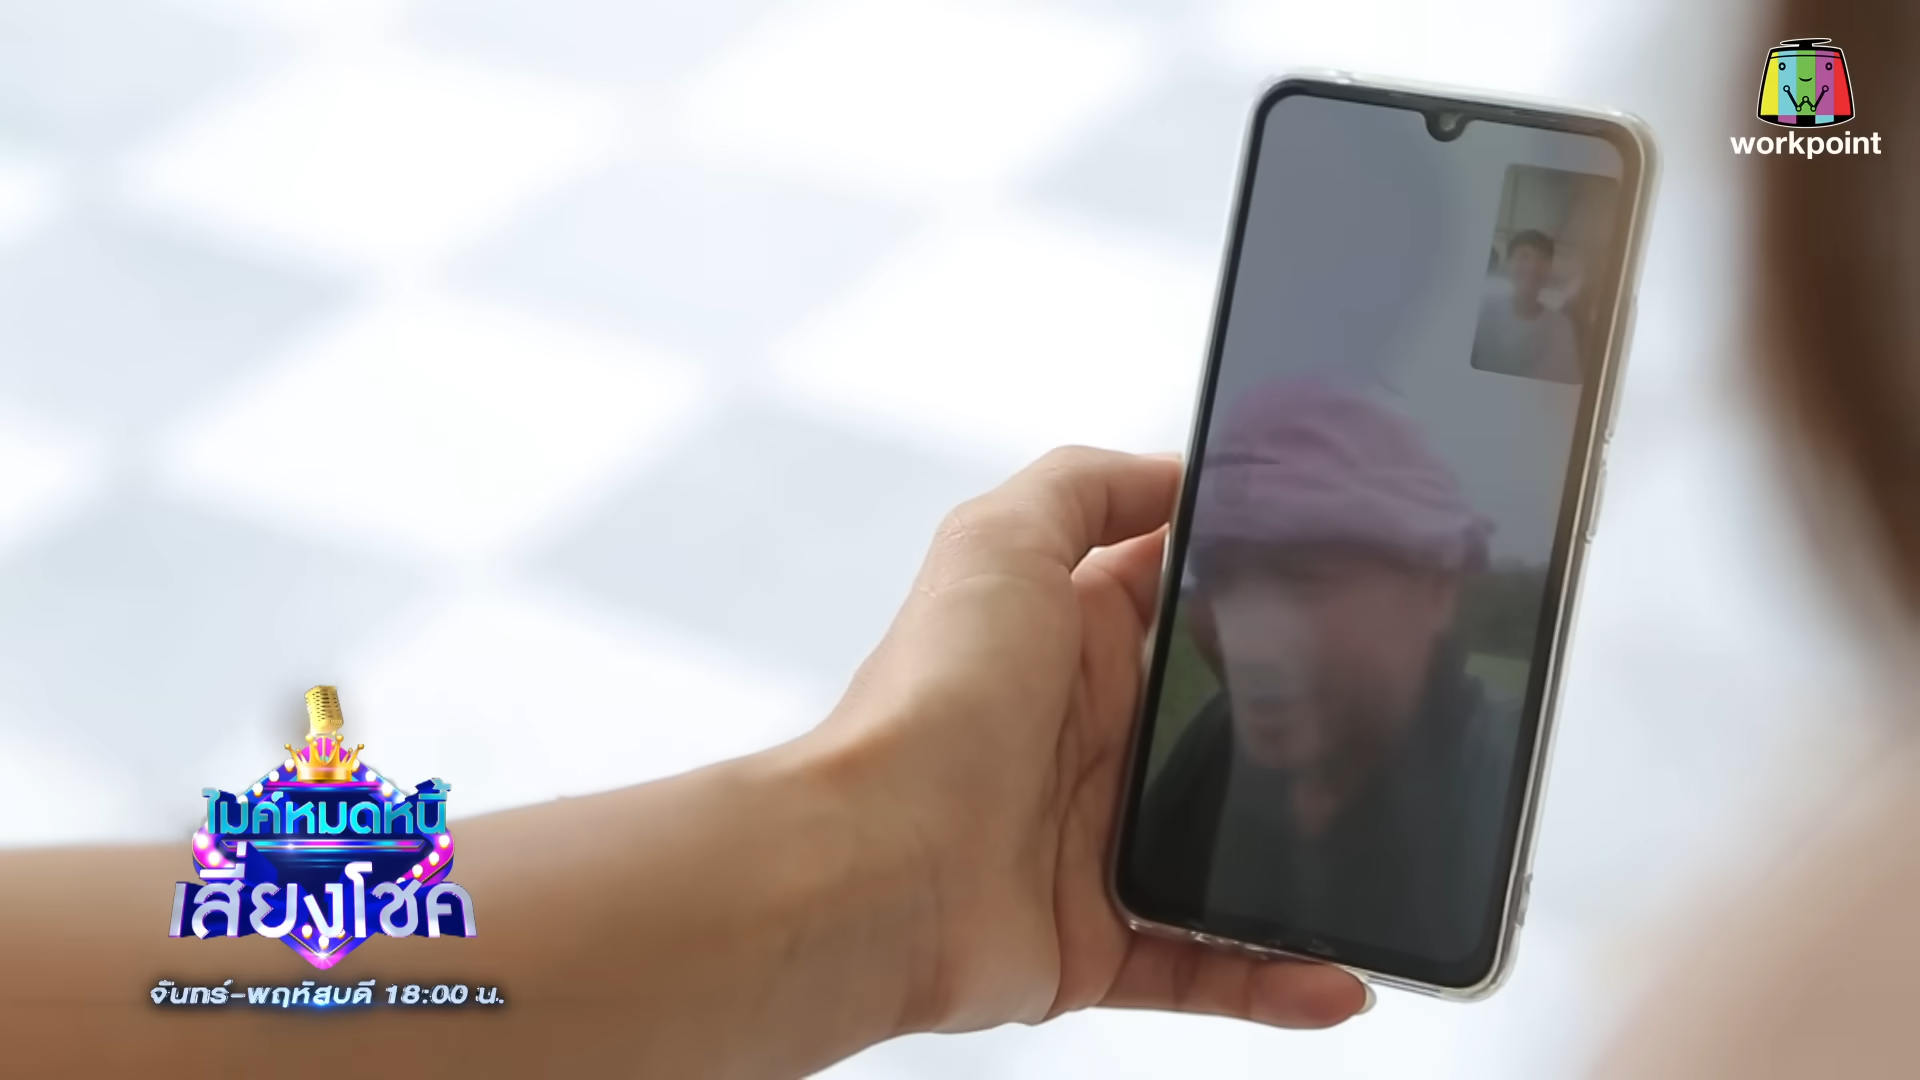 workpoint
ไมค์หมดหนี้
เสี่ยงโชค
จันทร์-พฤหัสบดี 18:00 น.